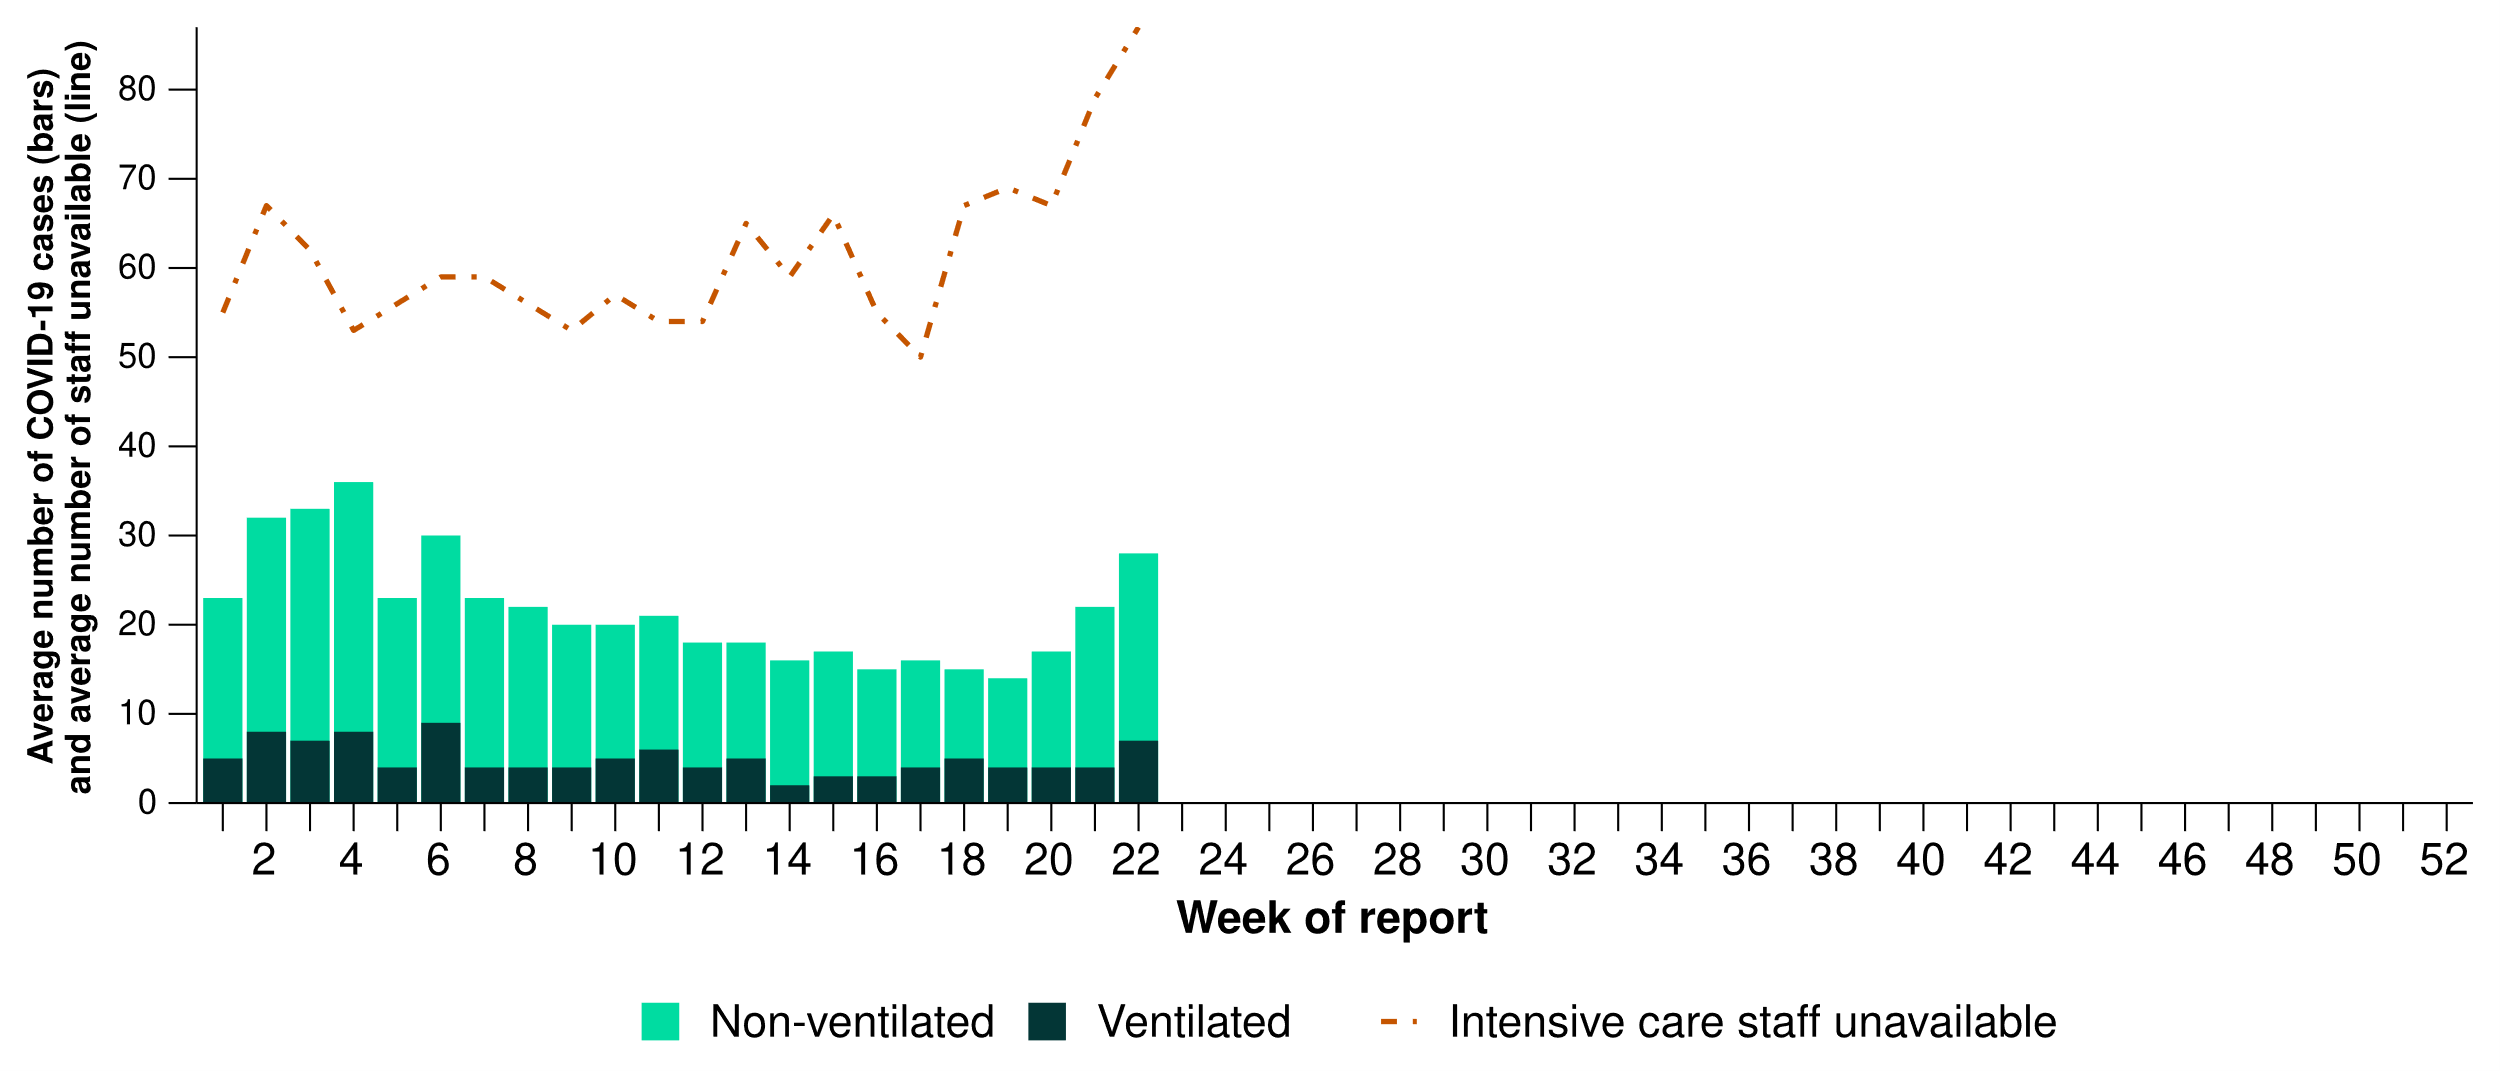 Average number of COVID-19 cases (bars)
and average number of staff unavailable (line)
80
70
60
50
40
30
20
10
0
2 4 6 8 10 12 14 16 18 20 22 24 26 28 30 32 34 36 38 40 42 44 46 48 50 52
Week of report
Non-ventilated Ventilated Intensive care staff unavailable